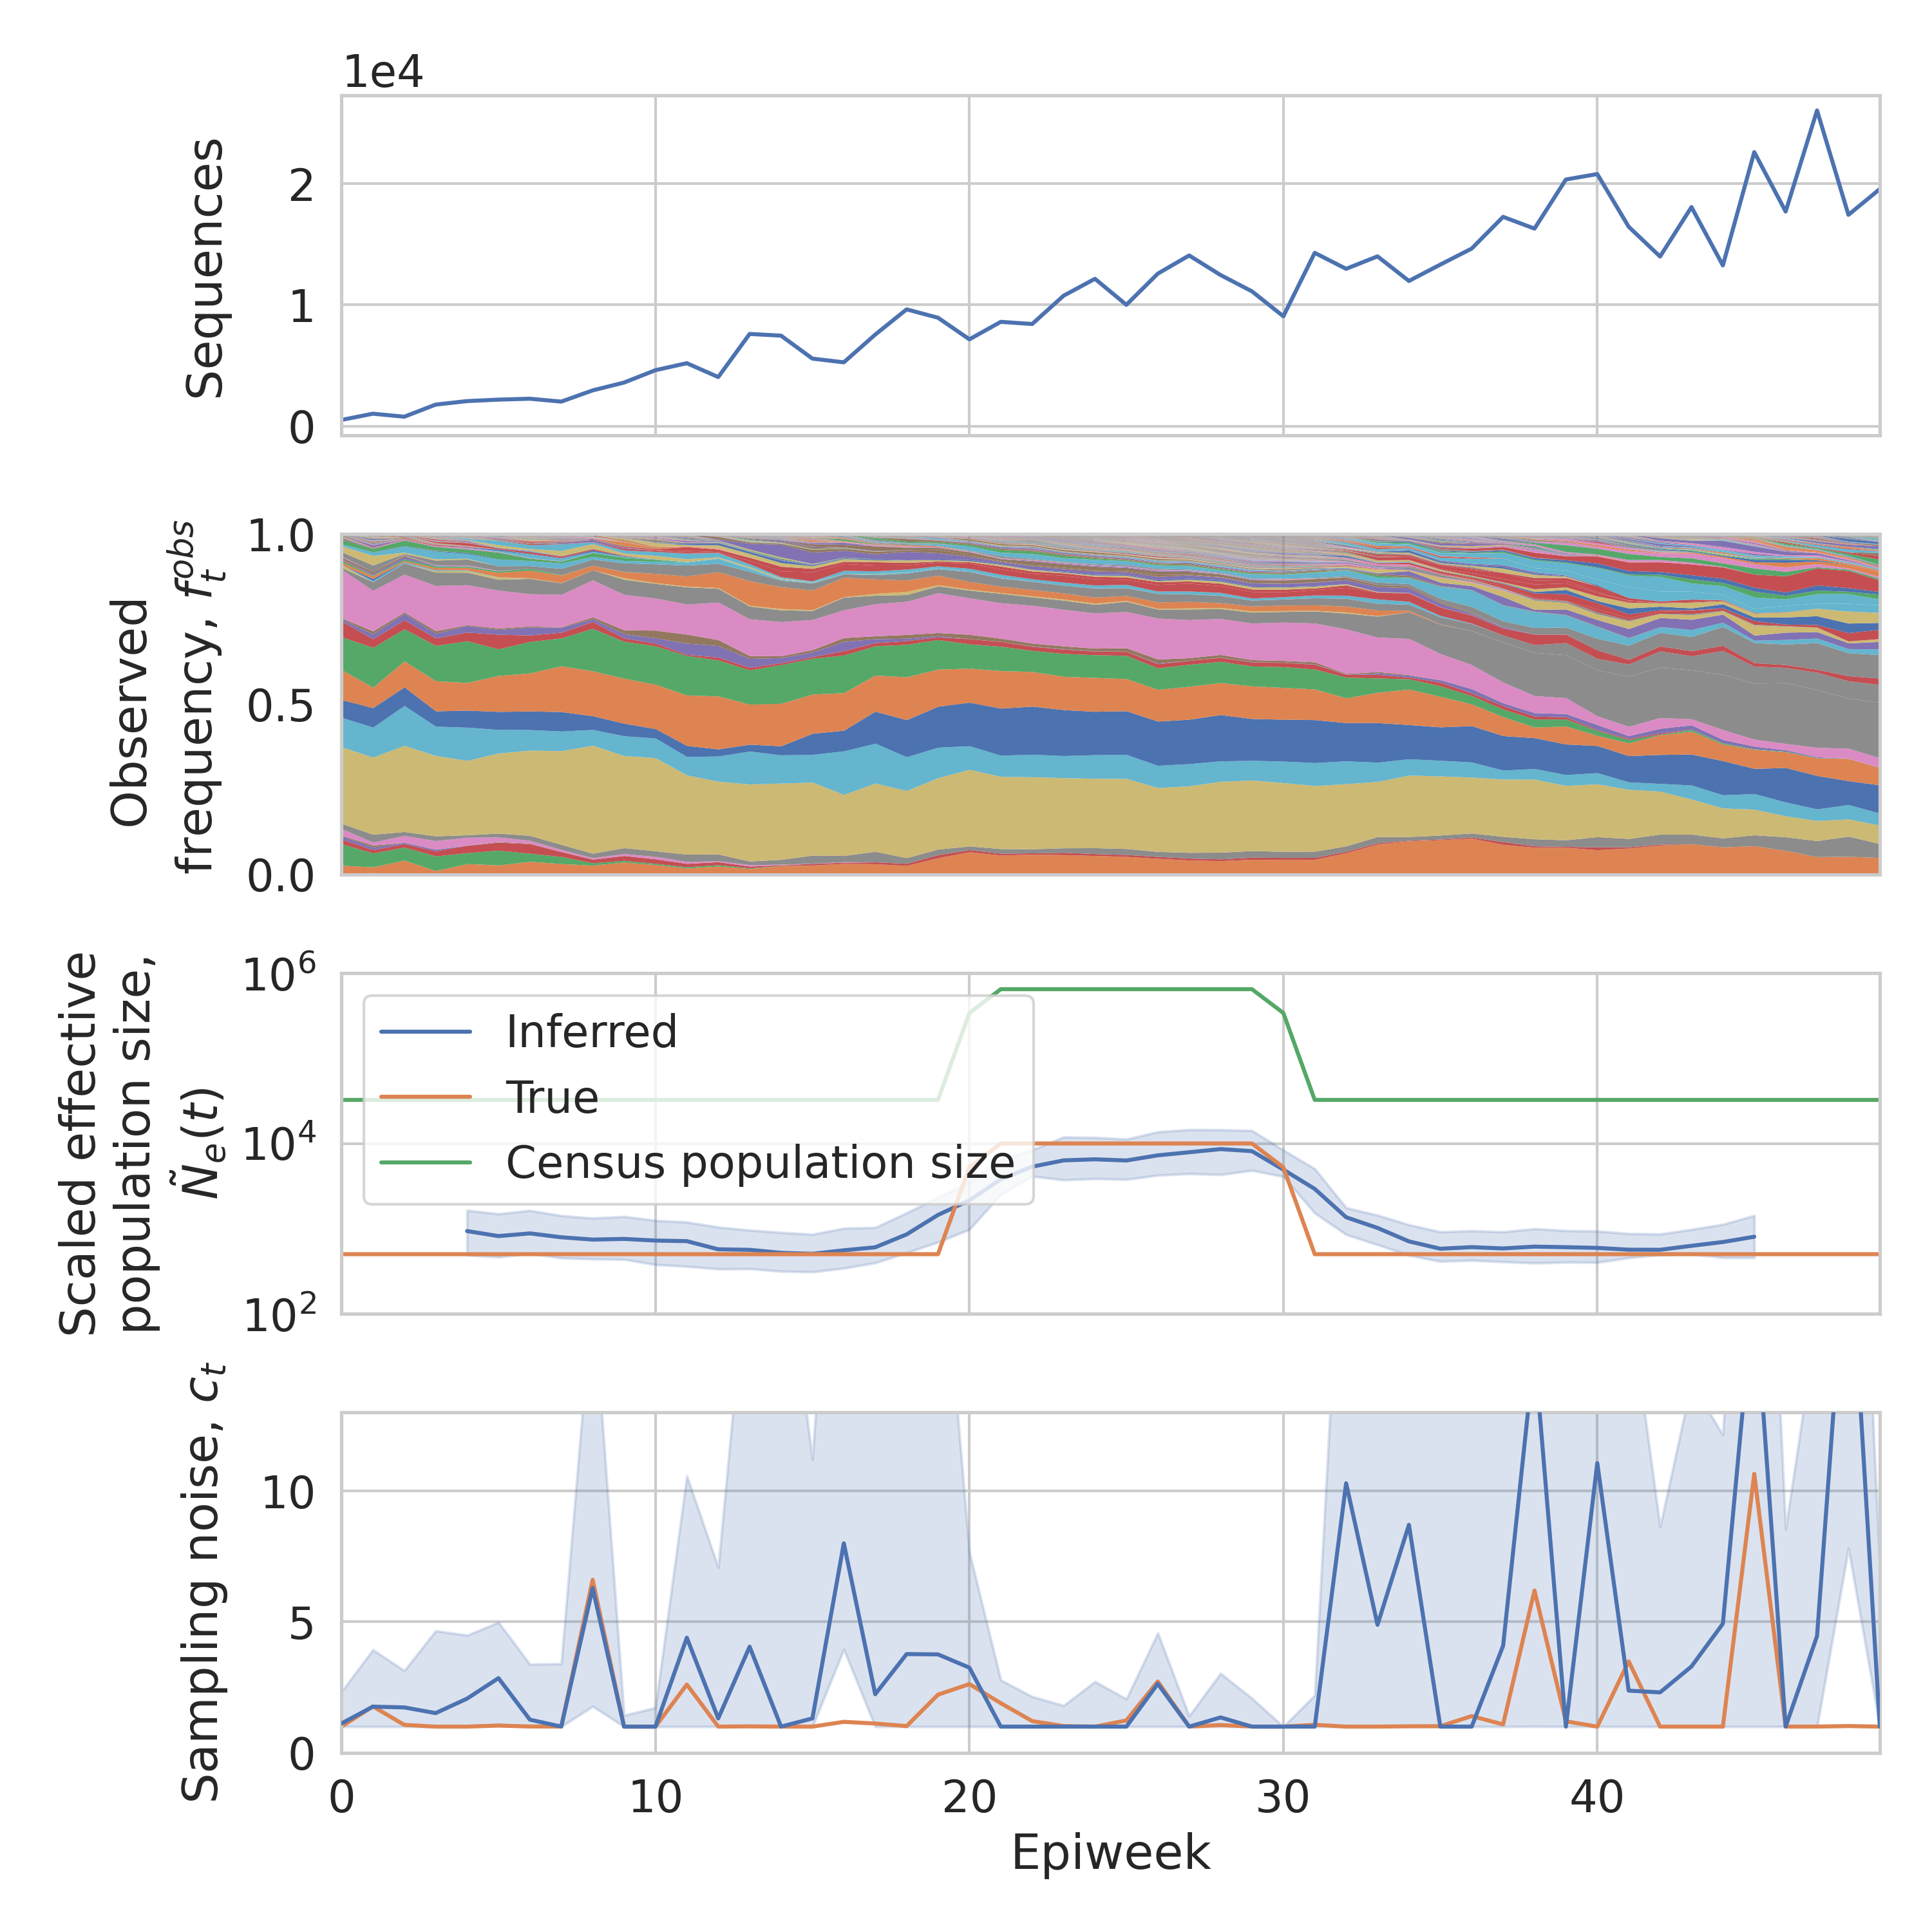 1e4
Sequences
2
1
0
Observed
frequency, f_t^{obs}
1.0
0.5
0.0
Scaled effective
population size,
Ñ_e(t)
10^6
10^4
10^2
Inferred
True
Census population size
Sampling noise, c_t
10
5
0
0 10 20 30 40
Epiweek